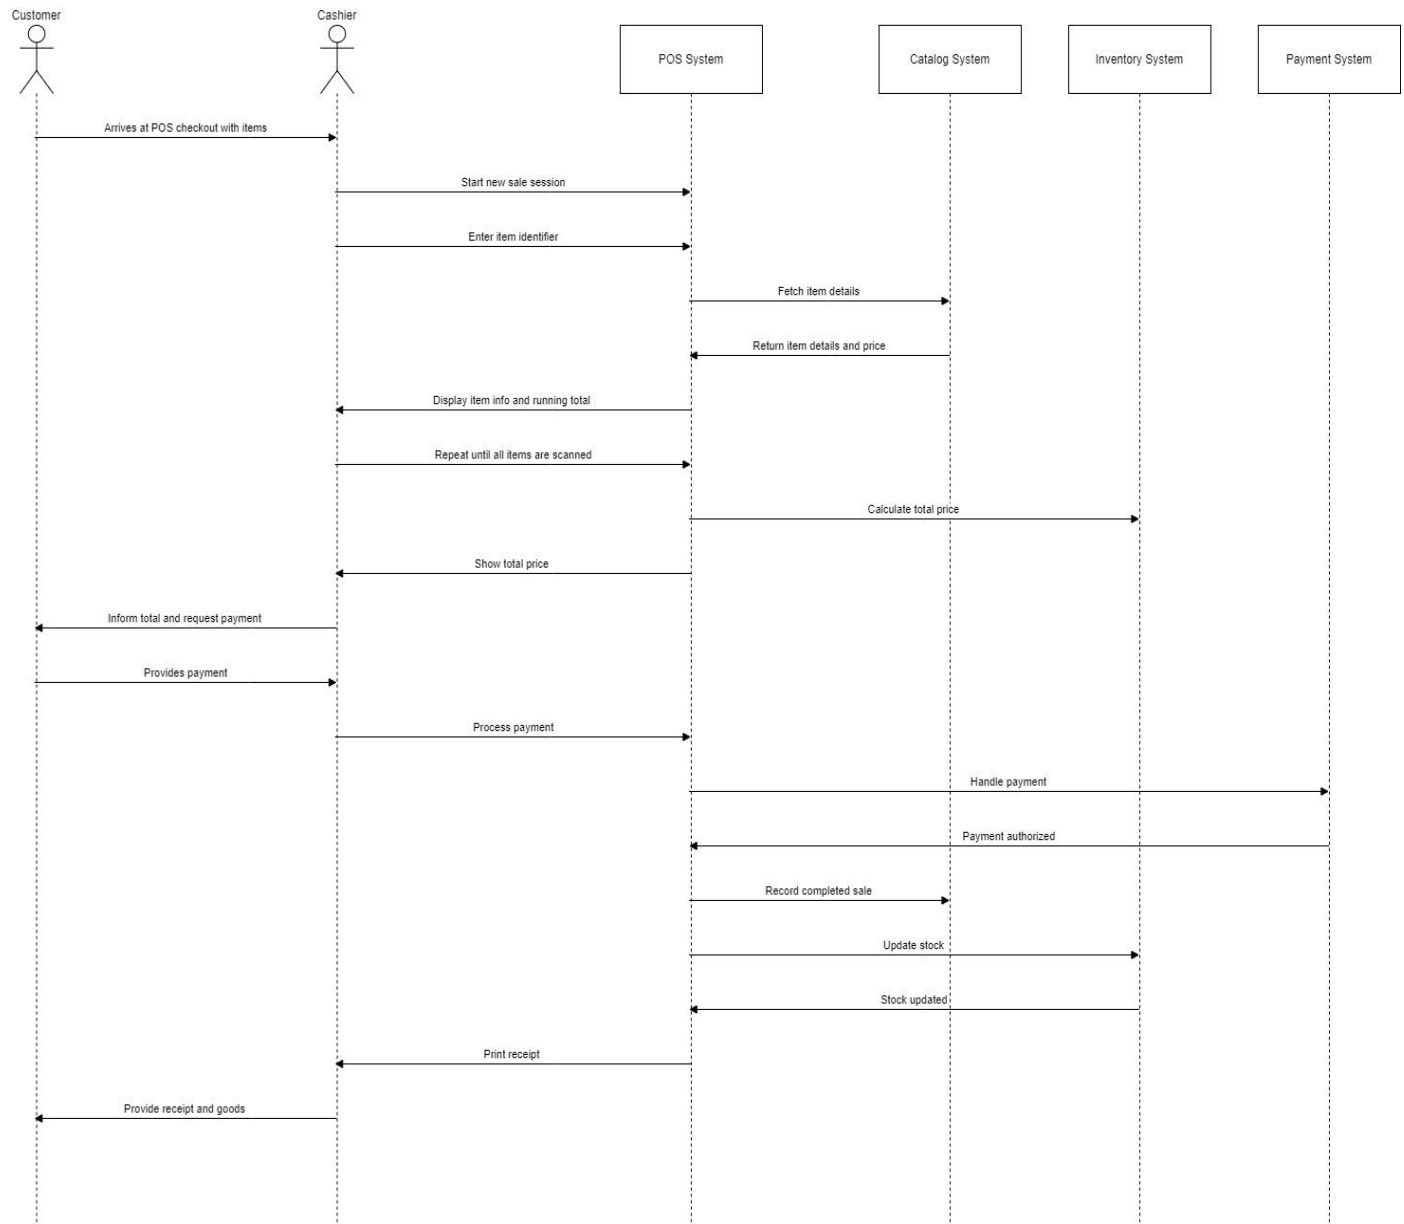 Customer
Cashier
POS System
Catalog System
Inventory System
Payment System
Arrives at POS checkout with items
Start new sale session
Enter item identifier
Fetch item details
Return item details and price
Display item info and running total
Repeat until all items are scanned
Calculate total price
Show total price
Inform total and request payment
Provides payment
Process payment
Handle payment
Payment authorized
Record completed sale
Update stock
Stock updated
Print receipt
Provide receipt and goods